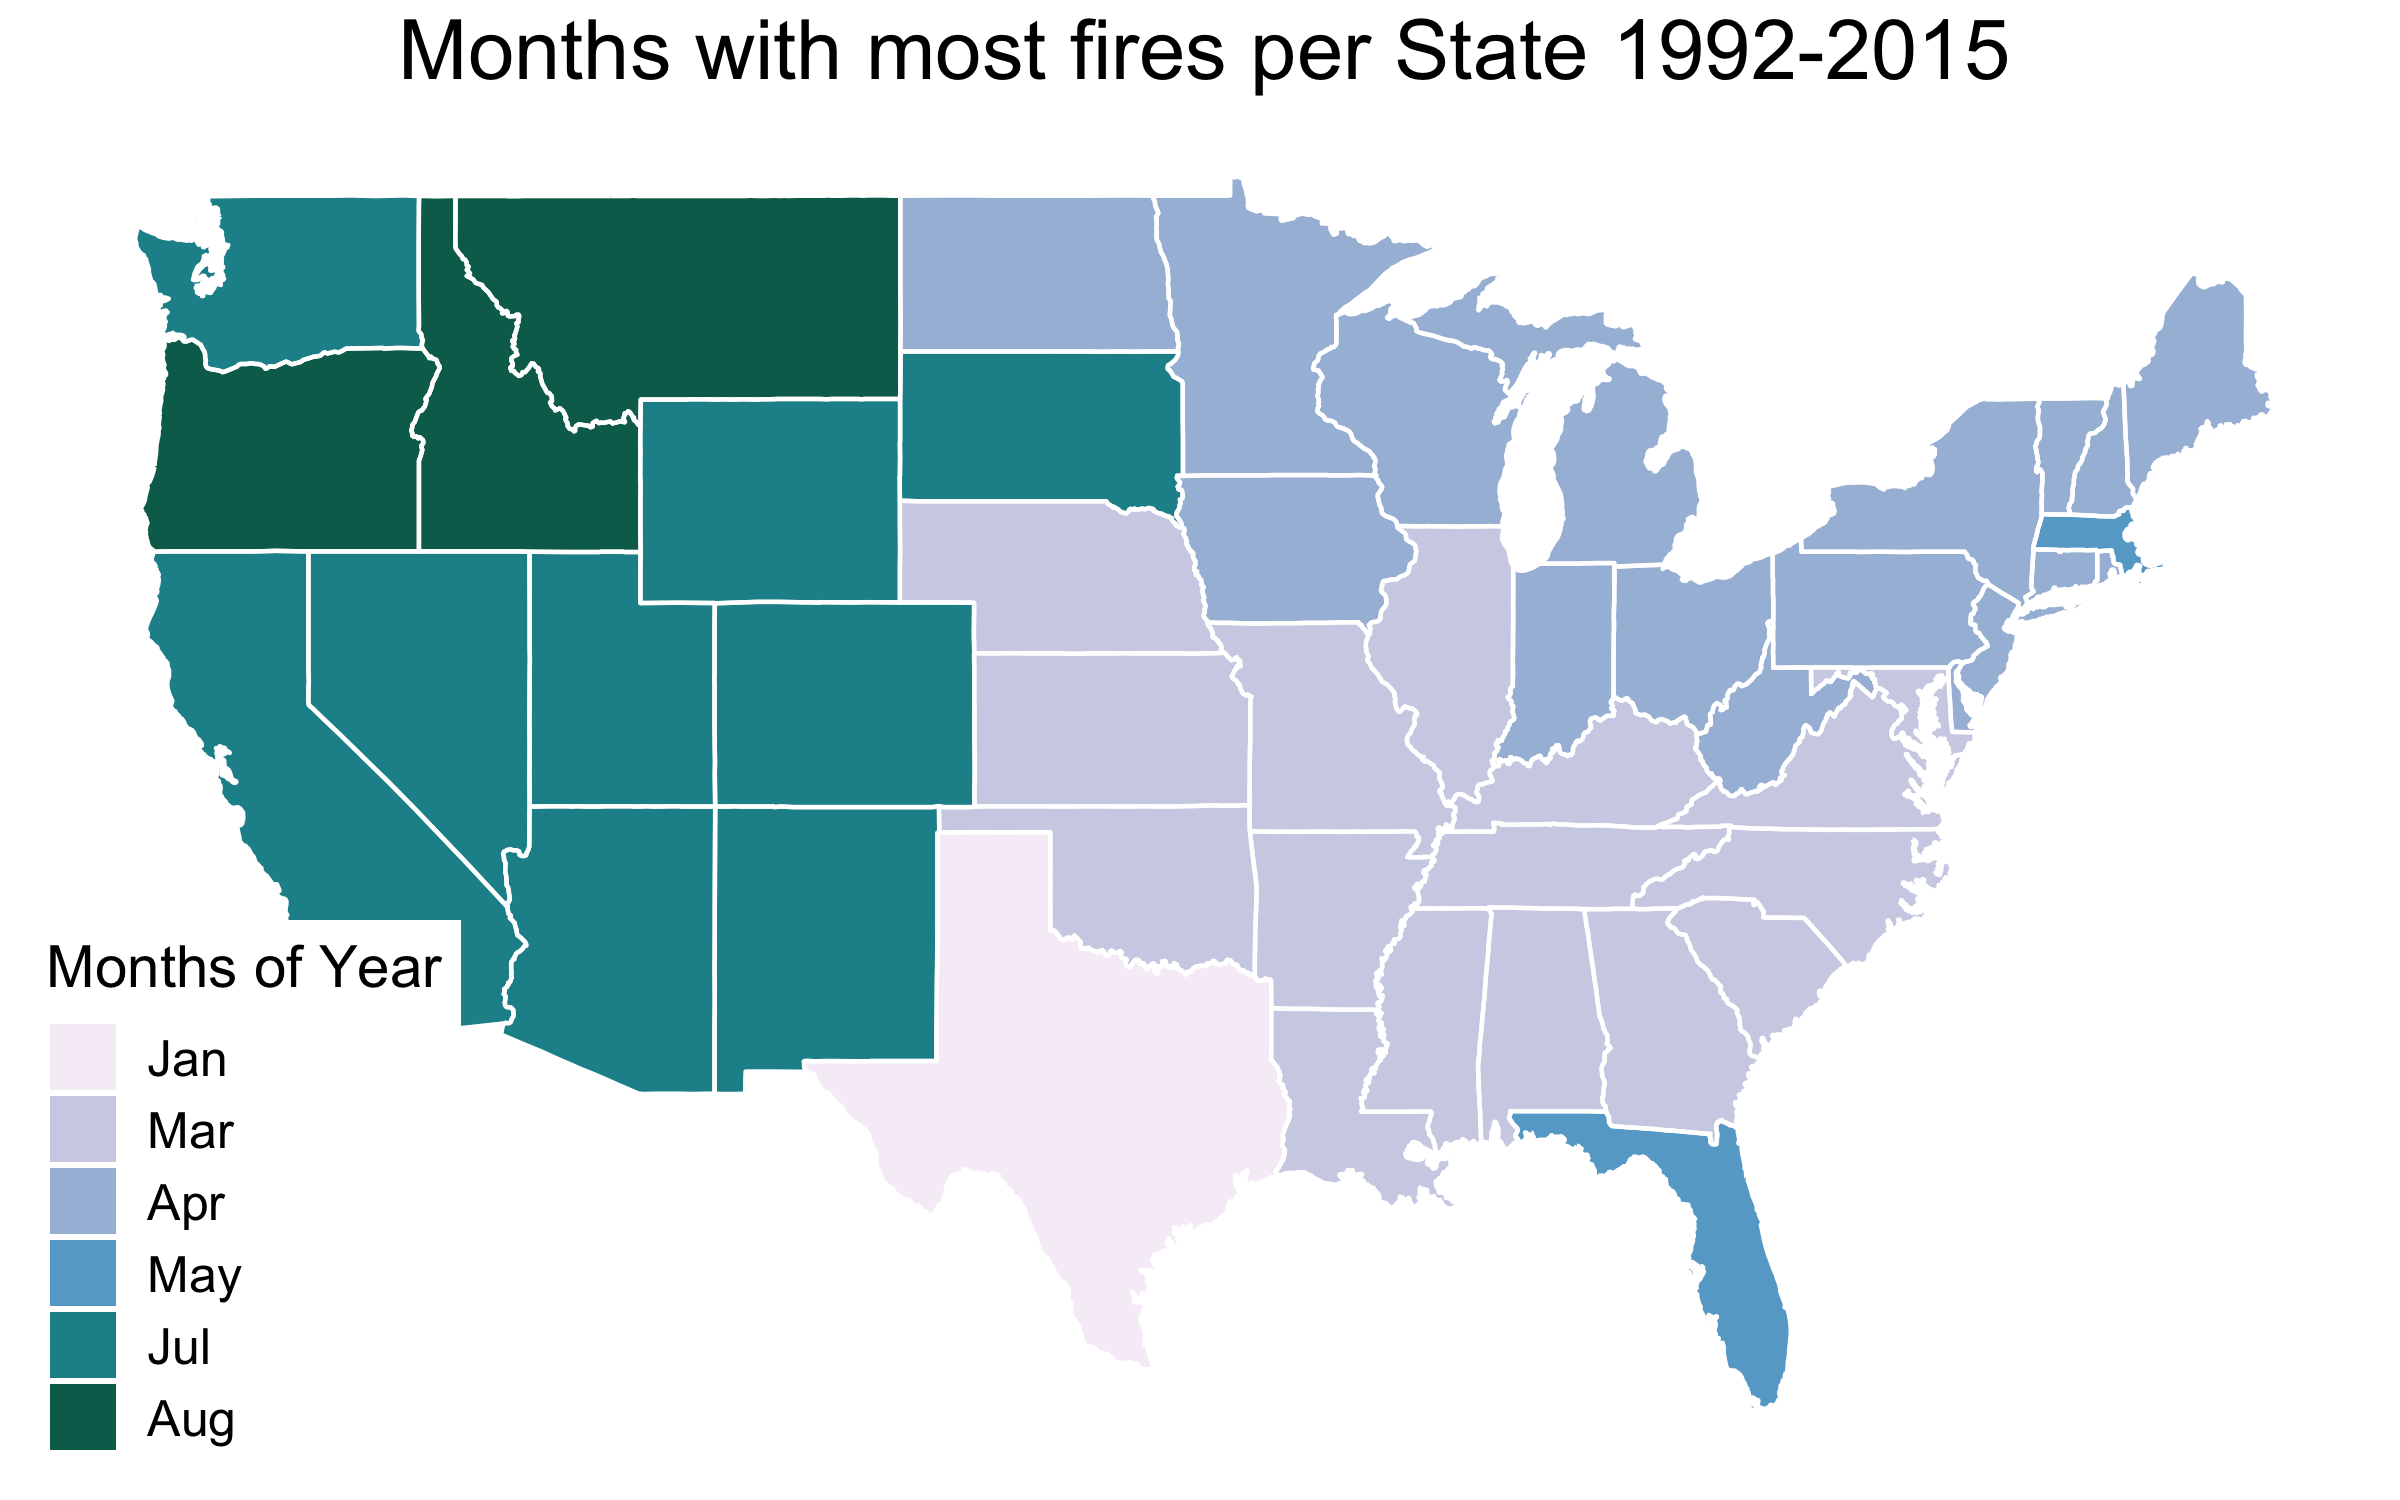 Months with most fires per State 1992-2015
Months of Year
Jan
Mar
Apr
May
Jul
Aug